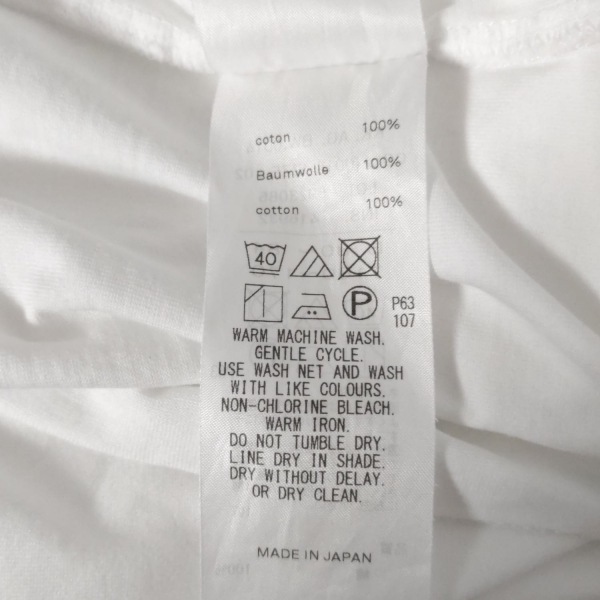 coton 100%
Baumwolle 100%
cotton 100%
40
P P63
107
WARM MACHINE WASH.
GENTLE CYCLE.
USE WASH NET AND WASH
WITH LIKE COLOURS.
NON-CHLORINE BLEACH.
WARM IRON.
DO NOT TUMBLE DRY.
LINE DRY IN SHADE.
DRY WITHOUT DELAY.
OR DRY CLEAN.
MADE IN JAPAN